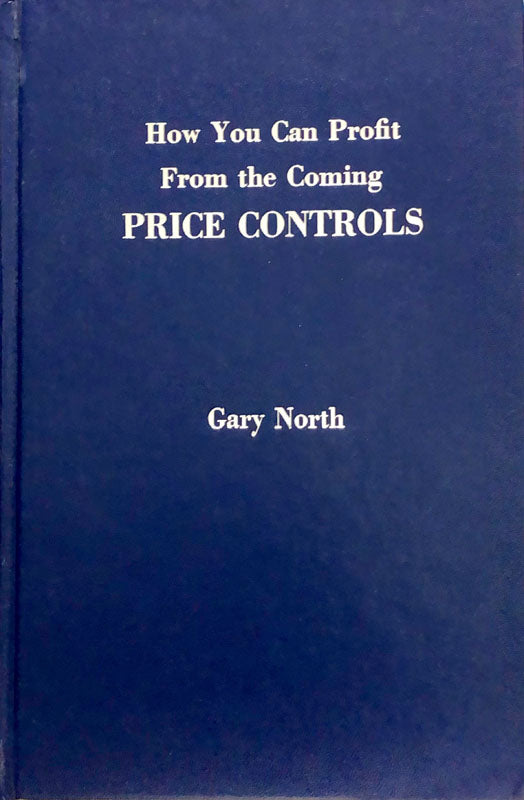 How You Can Profit
From the Coming
PRICE CONTROLS
Gary North